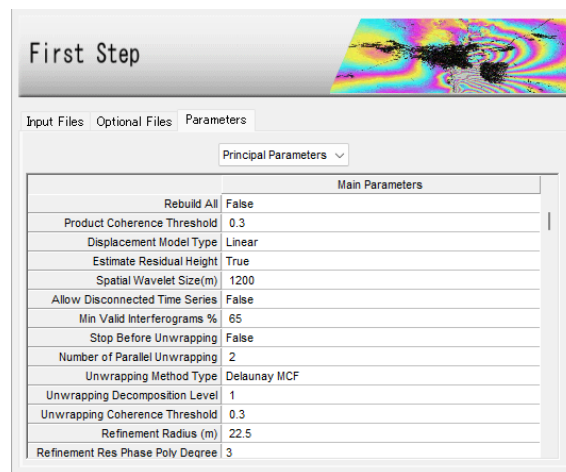 First Step
Input Files Optional Files Parameters
Principal Parameters
Main Parameters
Rebuild All False
Product Coherence Threshold 0.3
Displacement Model Type Linear
Estimate Residual Height True
Spatial Wavelet Size(m) 1200
Allow Disconnected Time Series False
Min Valid Interferograms % 65
Stop Before Unwrapping False
Number of Parallel Unwrapping 2
Unwrapping Method Type Delaunay MCF
Unwrapping Decomposition Level 1
Unwrapping Coherence Threshold 0.3
Refinement Radius (m) 22.5
Refinement Res Phase Poly Degree 3